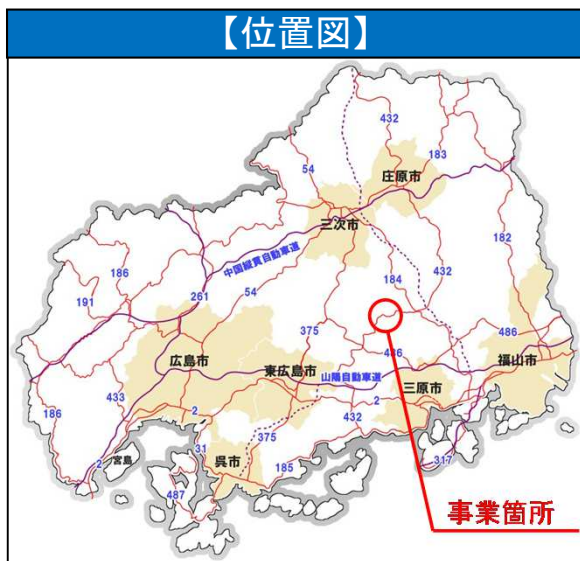 【位置図】
432
54
183
庄原市
三次市
182
中国縦貫自動車道
184
432
186
191
261
54
375
486
486
広島市
東広島市
山陽自動車道
福山市
三原市
186
433
2
2
432
375
31
185
317
宮島
2
呉市
487
事業箇所